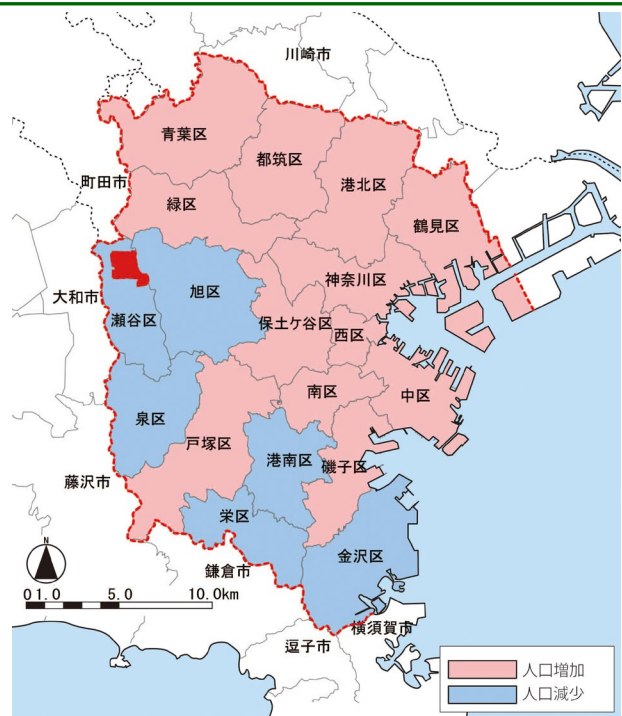 川崎市
青葉区
都筑区
港北区
町田市
緑区
鶴見区
神奈川区
旭区
大和市
瀬谷区
保土ケ谷区
西区
南区
中区
泉区
戸塚区
港南区
磯子区
藤沢市
栄区
金沢区
鎌倉市
N
0 1.0 5.0 10.0km
横須賀市
逗子市
人口増加
人口減少